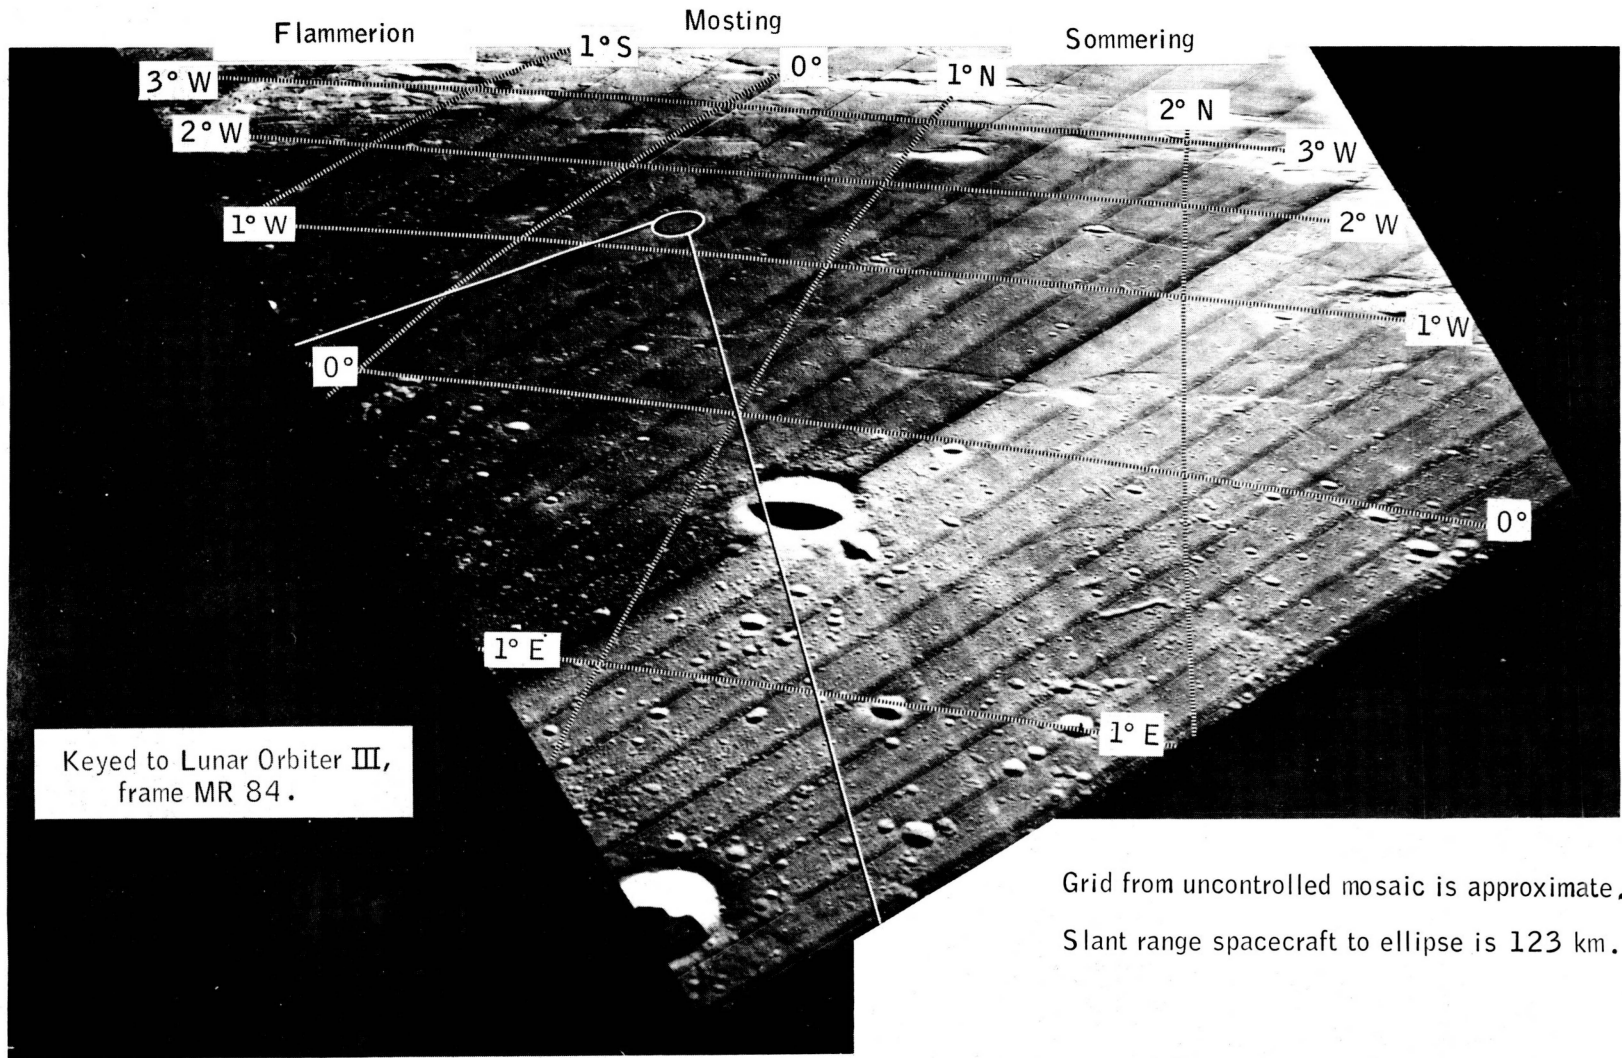 Flammerion
Mosting
Sommering
1° S
0°
1° N
3° W
2° N
2° W
3° W
2° W
1° W
1° W
0°
0°
1° E
1° E
Keyed to Lunar Orbiter III,
frame MR 84.
Grid from uncontrolled mosaic is approximate.
Slant range spacecraft to ellipse is 123 km.